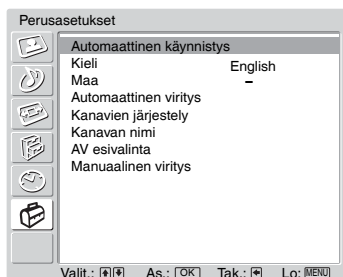 Perusasetukset
Automaattinen käynnistys
Kieli English
Maa –
Automaattinen viritys
Kanavien järjestely
Kanavan nimi
AV esivalinta
Manuaalinen viritys
Valit.: As.: OK Tak.: Lo: MENU